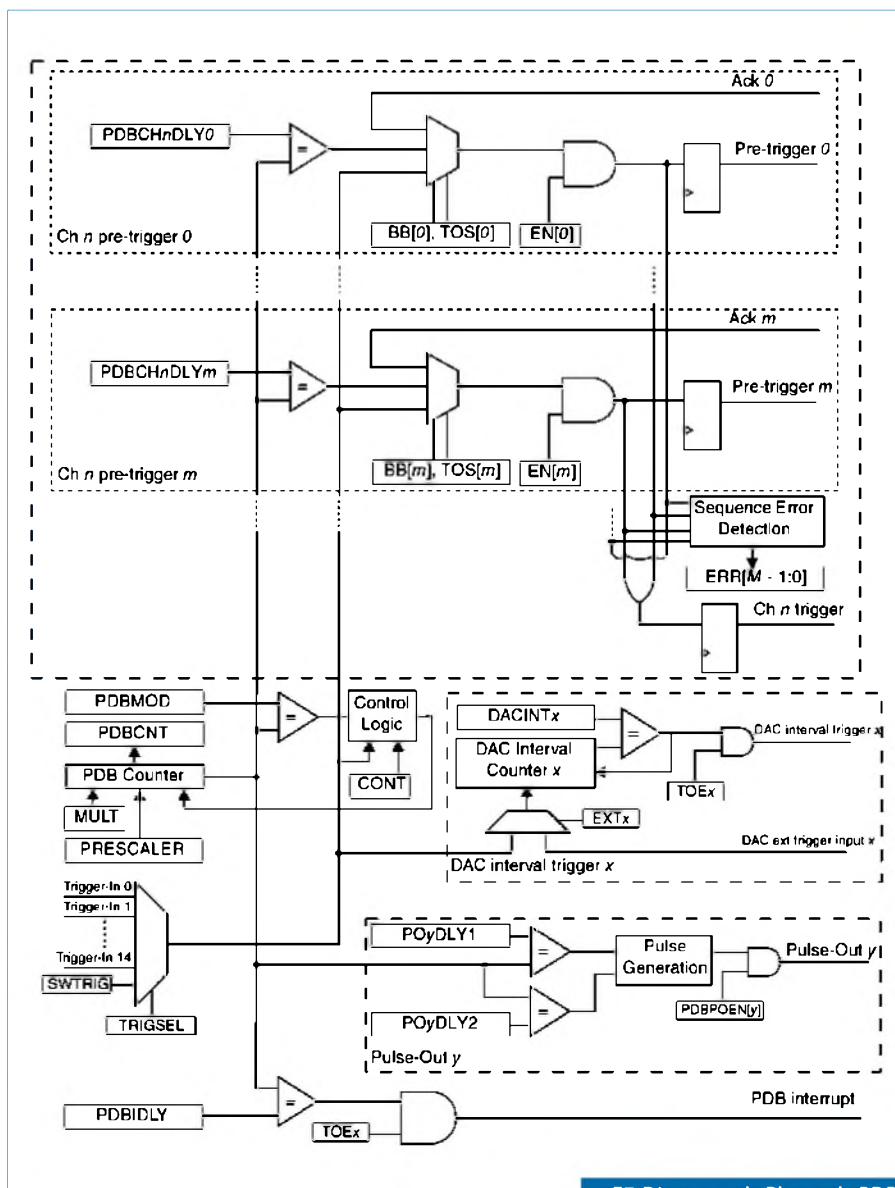 Ack 0
PDBCHnDLY0
=
Pre-trigger 0
BB[0], TOS[0]
EN[0]
Ch n pre-trigger 0
Ack m
PDBCHnDLYm
=
Pre-trigger m
BB[m], TOS[m]
EN[m]
Ch n pre-trigger m
Sequence Error
Detection
ERR[M - 1:0]
Ch n trigger
PDBMOD
=
Control
Logic
PDBCNT
PDB Counter
CONT
MULT
PRESCALER
DACINTx
=
DAC interval trigger x
DAC Interval
Counter x
TOEx
EXTx
DAC ext trigger input x
DAC interval trigger x
Trigger-In 0
Trigger-In 1
Trigger-In 14
SWTRIG
TRIGSEL
POyDLY1
=
Pulse
Generation
Pulse-Out y
PDBPOEN[y]
POyDLY2
=
Pulse-Out y
PDBIDLY
=
TOEx
PDB interrupt